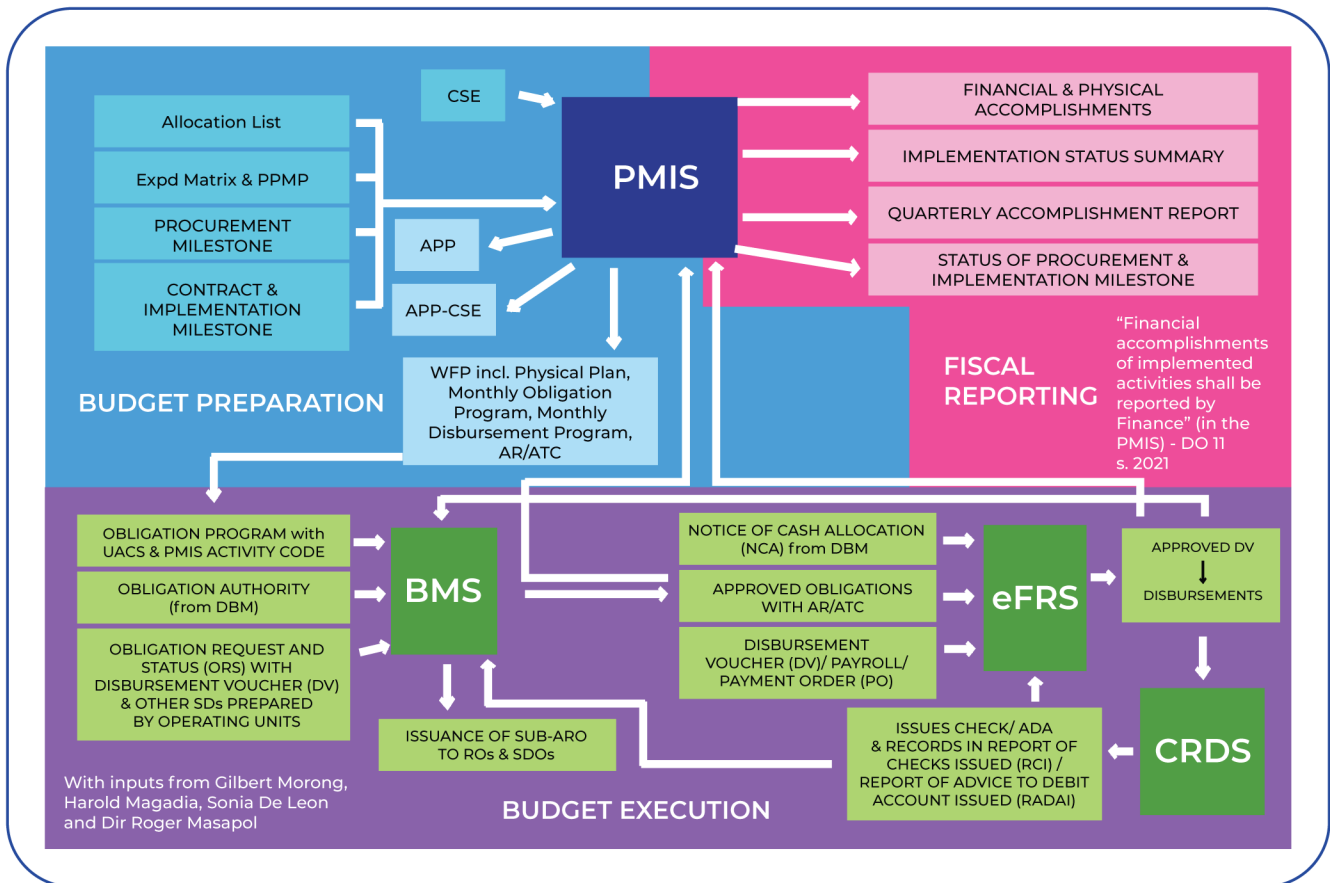 CSE
Allocation List
Expd Matrix & PPMP
PROCUREMENT
MILESTONE
CONTRACT &
IMPLEMENTATION
MILESTONE
PMIS
APP
APP-CSE
WFP incl. Physical Plan,
Monthly Obligation
Program, Monthly
Disbursement Program,
AR/ATC
BUDGET PREPARATION
FINANCIAL & PHYSICAL
ACCOMPLISHMENTS
IMPLEMENTATION STATUS SUMMARY
QUARTERLY ACCOMPLISHMENT REPORT
STATUS OF PROCUREMENT &
IMPLEMENTATION MILESTONE
FISCAL
REPORTING
“Financial
accomplishments
of implemented
activities shall be
reported by
Finance” (in the
PMIS) - DO 11
s. 2021
OBLIGATION PROGRAM with
UACS & PMIS ACTIVITY CODE
OBLIGATION AUTHORITY
(from DBM)
OBLIGATION REQUEST AND
STATUS (ORS) WITH
DISBURSEMENT VOUCHER (DV)
& OTHER SDs PREPARED
BY OPERATING UNITS
BMS
ISSUANCE OF SUB-ARO
TO ROs & SDOs
NOTICE OF CASH ALLOCATION
(NCA) from DBM
APPROVED OBLIGATIONS
WITH AR/ATC
DISBURSEMENT
VOUCHER (DV)/ PAYROLL/
PAYMENT ORDER (PO)
eFRS
APPROVED DV
DISBURSEMENTS
CRDS
ISSUES CHECK/ ADA
& RECORDS IN REPORT OF
CHECKS ISSUED (RCI) /
REPORT OF ADVICE TO DEBIT
ACCOUNT ISSUED (RADAI)
With inputs from Gilbert Morong,
Harold Magadia, Sonia De Leon
and Dir Roger Masapol
BUDGET EXECUTION